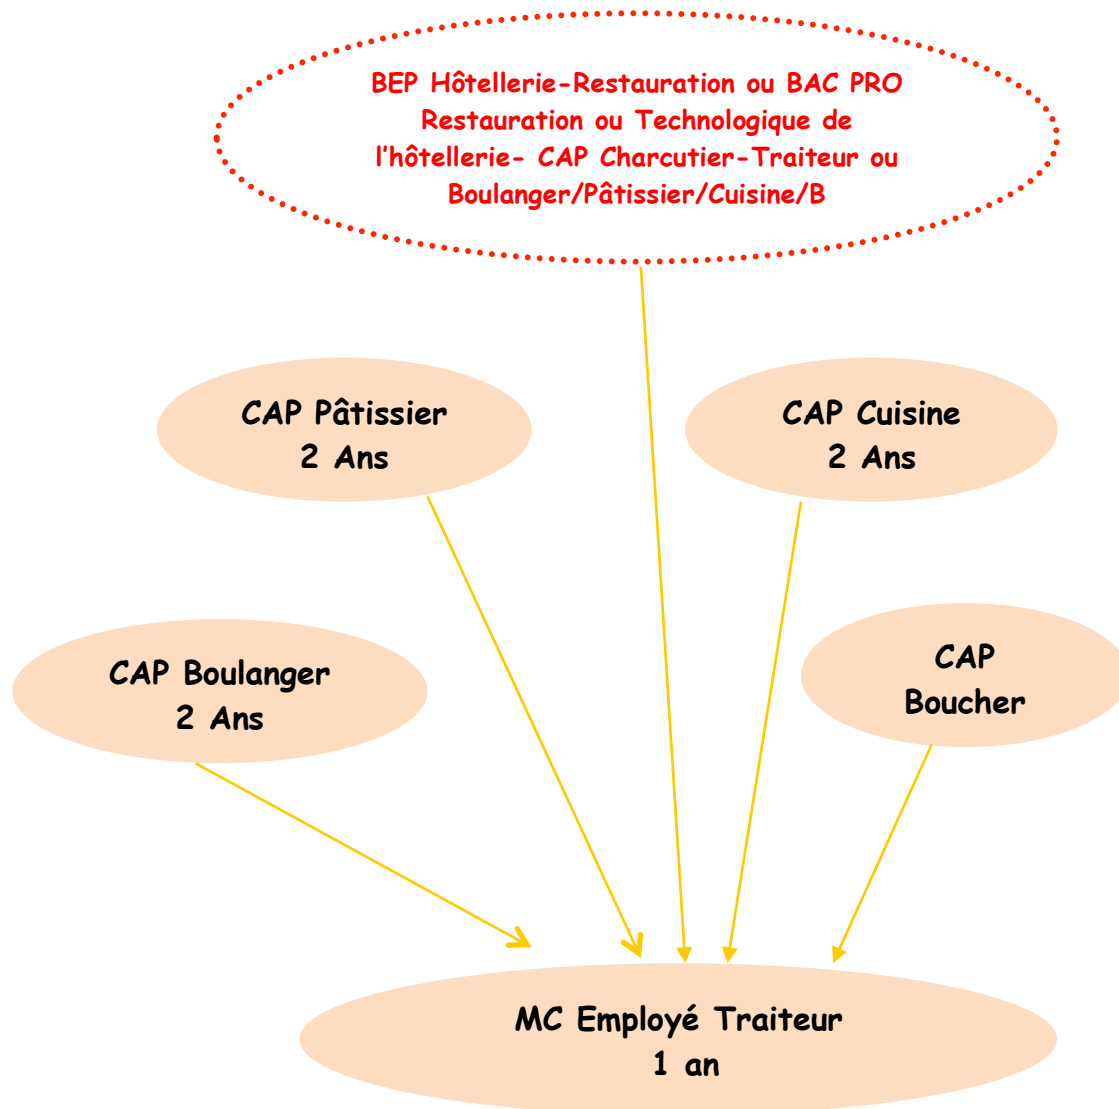 BEP Hôtellerie-Restauration ou BAC PRO
Restauration ou Technologique de
l'hôtellerie- CAP Charcutier-Traiteur ou
Boulanger/Pâtissier/Cuisine/B
CAP Pâtissier
2 Ans
CAP Cuisine
2 Ans
CAP Boulanger
2 Ans
CAP
Boucher
MC Employé Traiteur
1 an